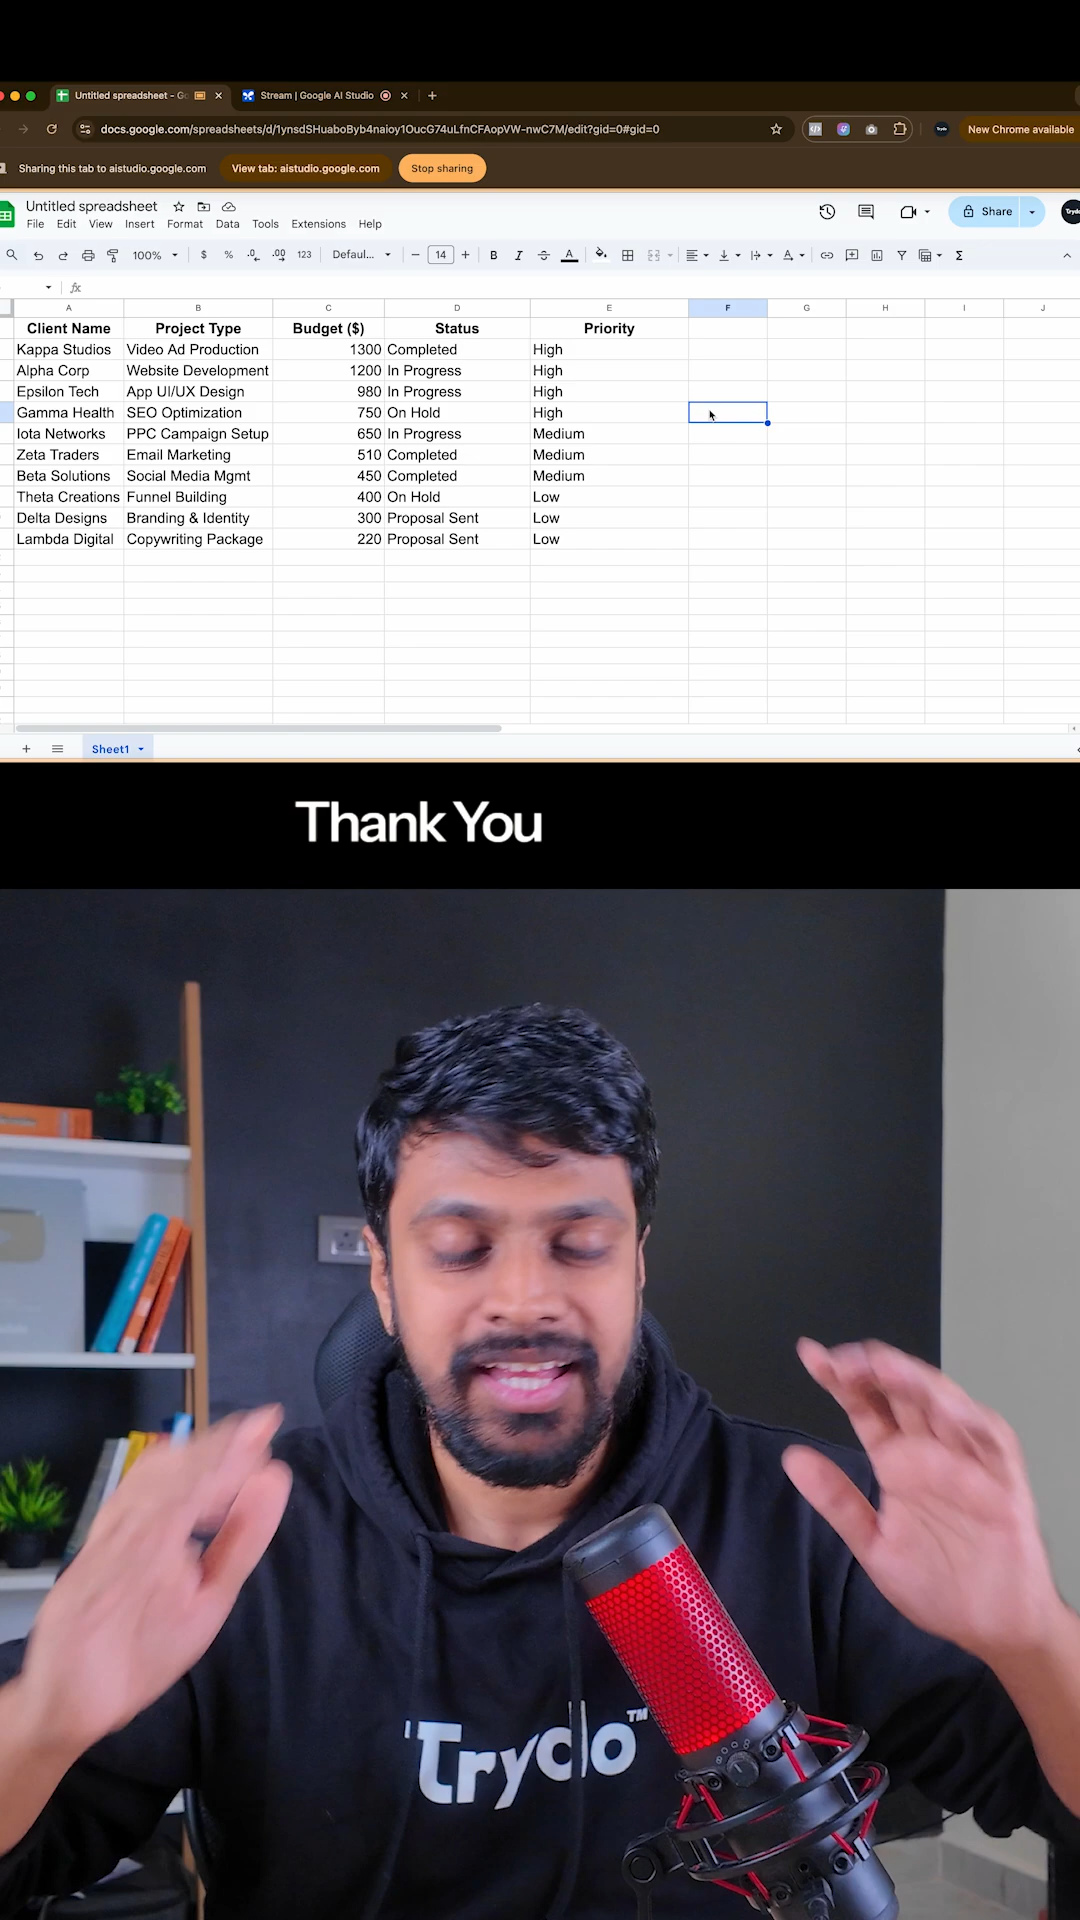 Untitled spreadsheet - Go
Stream | Google AI Studio
docs.google.com/spreadsheets/d/1ynsdSHuaboByb4naioy1OucG74uLfnCFAopVW-nwC7M/edit?gid=0#gid=0
New Chrome available
Sharing this tab to aistudio.google.com
View tab: aistudio.google.com
Stop sharing
Untitled spreadsheet
File Edit View Insert Format Data Tools Extensions Help
Share
100% $ % .0 .00 123 Defaul... 14 B I A Σ
fx
A B C D E F G H I J
Client Name Project Type Budget ($) Status Priority
Kappa Studios Video Ad Production 1300 Completed High
Alpha Corp Website Development 1200 In Progress High
Epsilon Tech App UI/UX Design 980 In Progress High
Gamma Health SEO Optimization 750 On Hold High
Iota Networks PPC Campaign Setup 650 In Progress Medium
Zeta Traders Email Marketing 510 Completed Medium
Beta Solutions Social Media Mgmt 450 Completed Medium
Theta Creations Funnel Building 400 On Hold Low
Delta Designs Branding & Identity 300 Proposal Sent Low
Lambda Digital Copywriting Package 220 Proposal Sent Low
Sheet1
Thank You
Trydo™